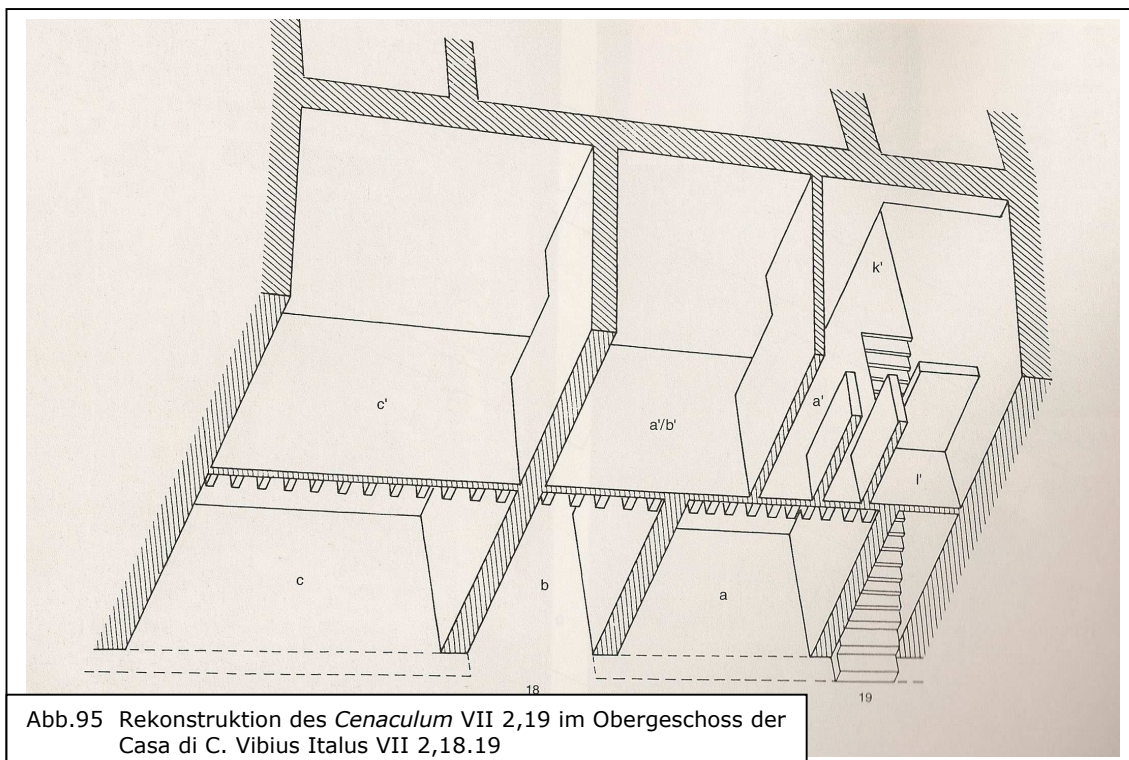 k'
c'
a'/b'
a'
l'
c
b
a
18
19
Abb.95 Rekonstruktion des Cenaculum VII 2,19 im Obergeschoss der
Casa di C. Vibius Italus VII 2,18.19